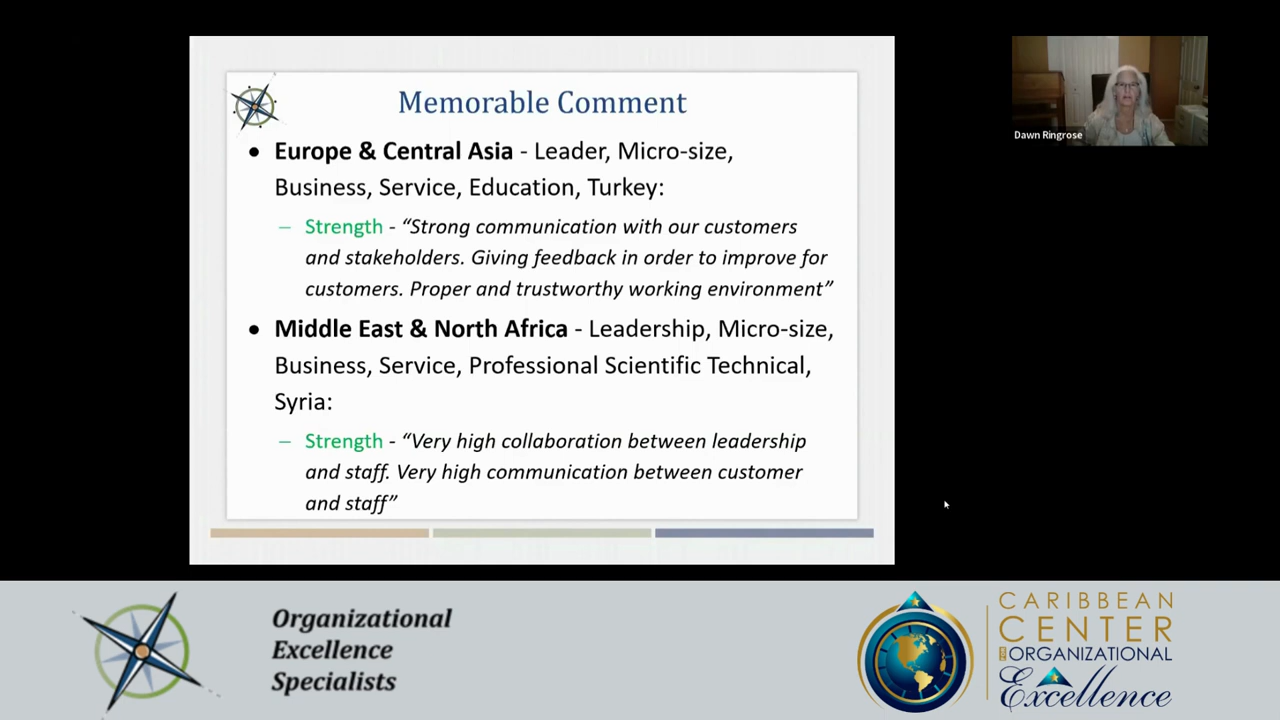 Memorable Comment
• Europe & Central Asia - Leader, Micro-size,
Business, Service, Education, Turkey:
– Strength - “Strong communication with our customers
and stakeholders. Giving feedback in order to improve for
customers. Proper and trustworthy working environment”
• Middle East & North Africa - Leadership, Micro-size,
Business, Service, Professional Scientific Technical,
Syria:
– Strength - “Very high collaboration between leadership
and staff. Very high communication between customer
and staff”
Dawn Ringrose
Organizational
Excellence
Specialists
CARIBBEAN
CENTER
FOR ORGANIZATIONAL
Excellence